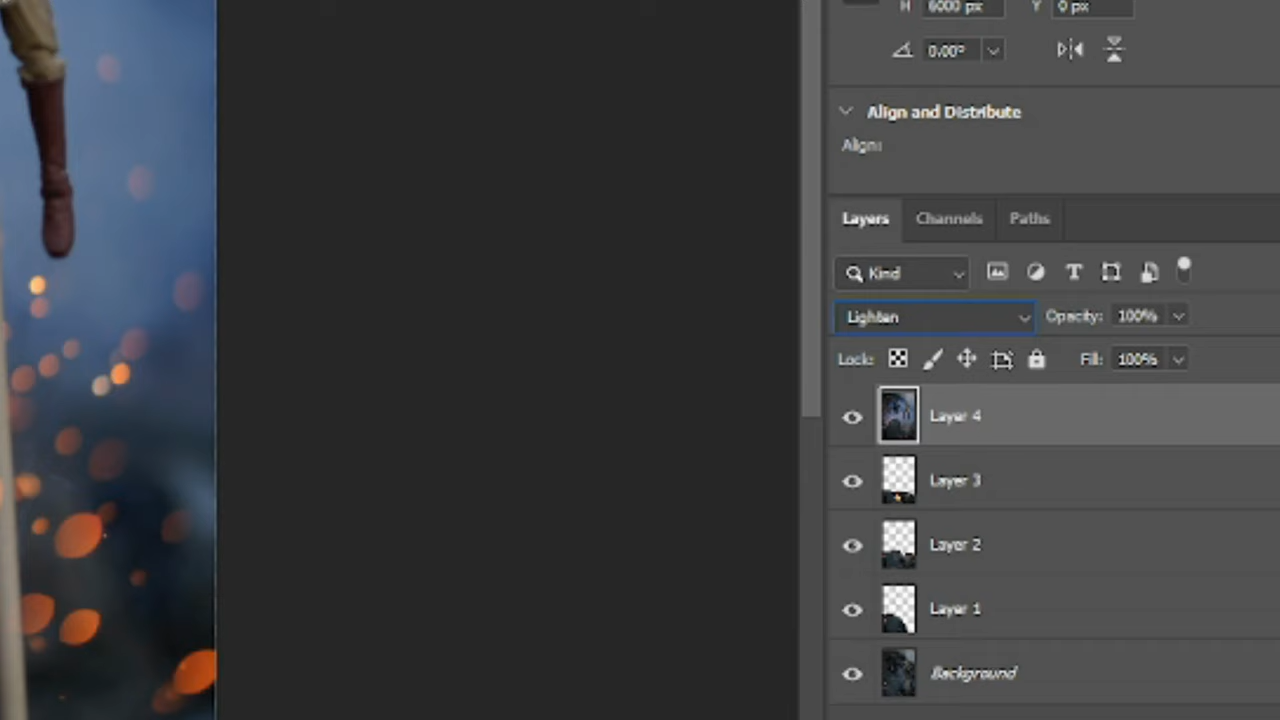 H 6000 px Y 0 px
0.00°
Align and Distribute
Align:
Layers Channels Paths
Kind
Lighten Opacity: 100%
Lock: Fill: 100%
Layer 4
Layer 3
Layer 2
Layer 1
Background